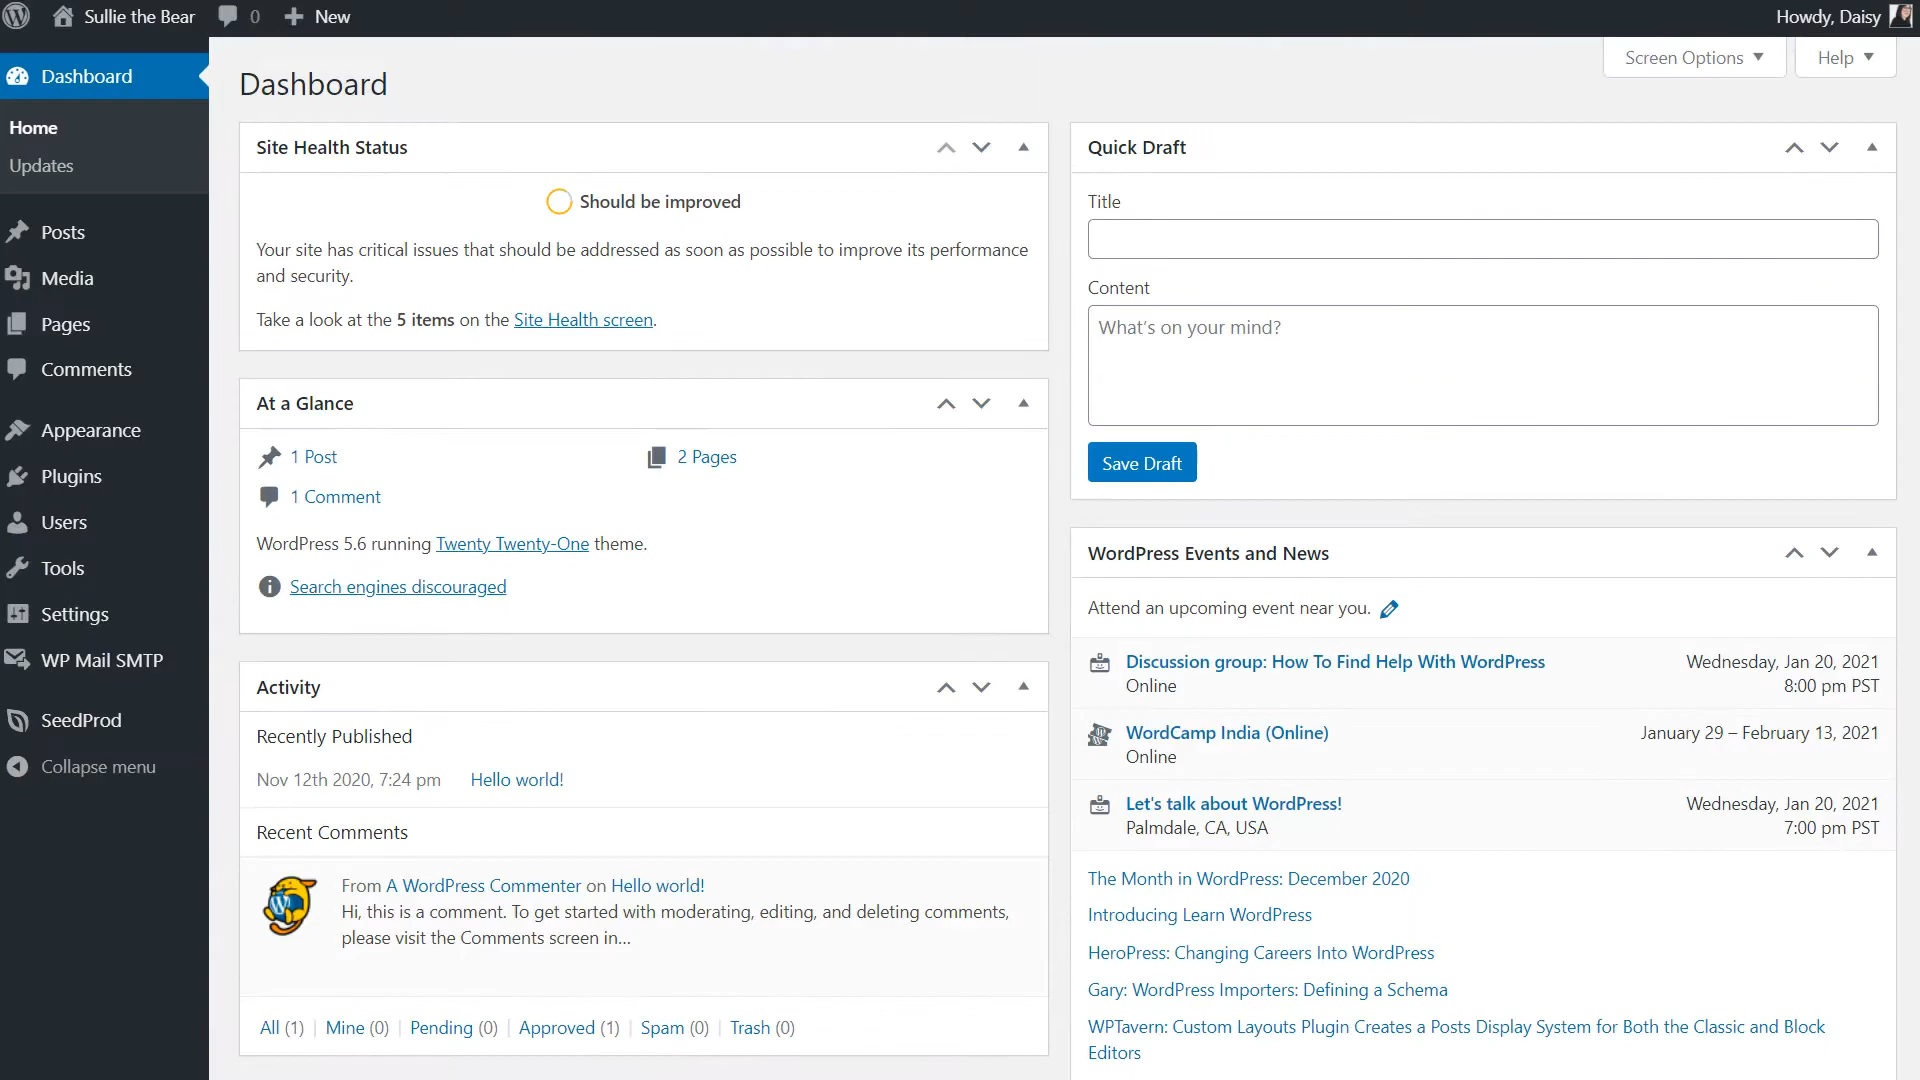 Sullie the Bear 0 New Howdy, Daisy
Screen Options Help
Dashboard
Home
Updates
Posts
Media
Pages
Comments
Appearance
Plugins
Users
Tools
Settings
WP Mail SMTP
SeedProd
Collapse menu
Dashboard
Site Health Status
Should be improved
Your site has critical issues that should be addressed as soon as possible to improve its performance
and security.
Take a look at the 5 items on the Site Health screen.
At a Glance
1 Post 2 Pages
1 Comment
WordPress 5.6 running Twenty Twenty-One theme.
Search engines discouraged
Activity
Recently Published
Nov 12th 2020, 7:24 pm Hello world!
Recent Comments
From A WordPress Commenter on Hello world!
Hi, this is a comment. To get started with moderating, editing, and deleting comments,
please visit the Comments screen in…
All (1) | Mine (0) | Pending (0) | Approved (1) | Spam (0) | Trash (0)
Quick Draft
Title
Content
What's on your mind?
Save Draft
WordPress Events and News
Attend an upcoming event near you.
Discussion group: How To Find Help With WordPress Wednesday, Jan 20, 2021
Online 8:00 pm PST
WordCamp India (Online) January 29 – February 13, 2021
Online
Let's talk about WordPress! Wednesday, Jan 20, 2021
Palmdale, CA, USA 7:00 pm PST
The Month in WordPress: December 2020
Introducing Learn WordPress
HeroPress: Changing Careers Into WordPress
Gary: WordPress Importers: Defining a Schema
WPTavern: Custom Layouts Plugin Creates a Posts Display System for Both the Classic and Block
Editors